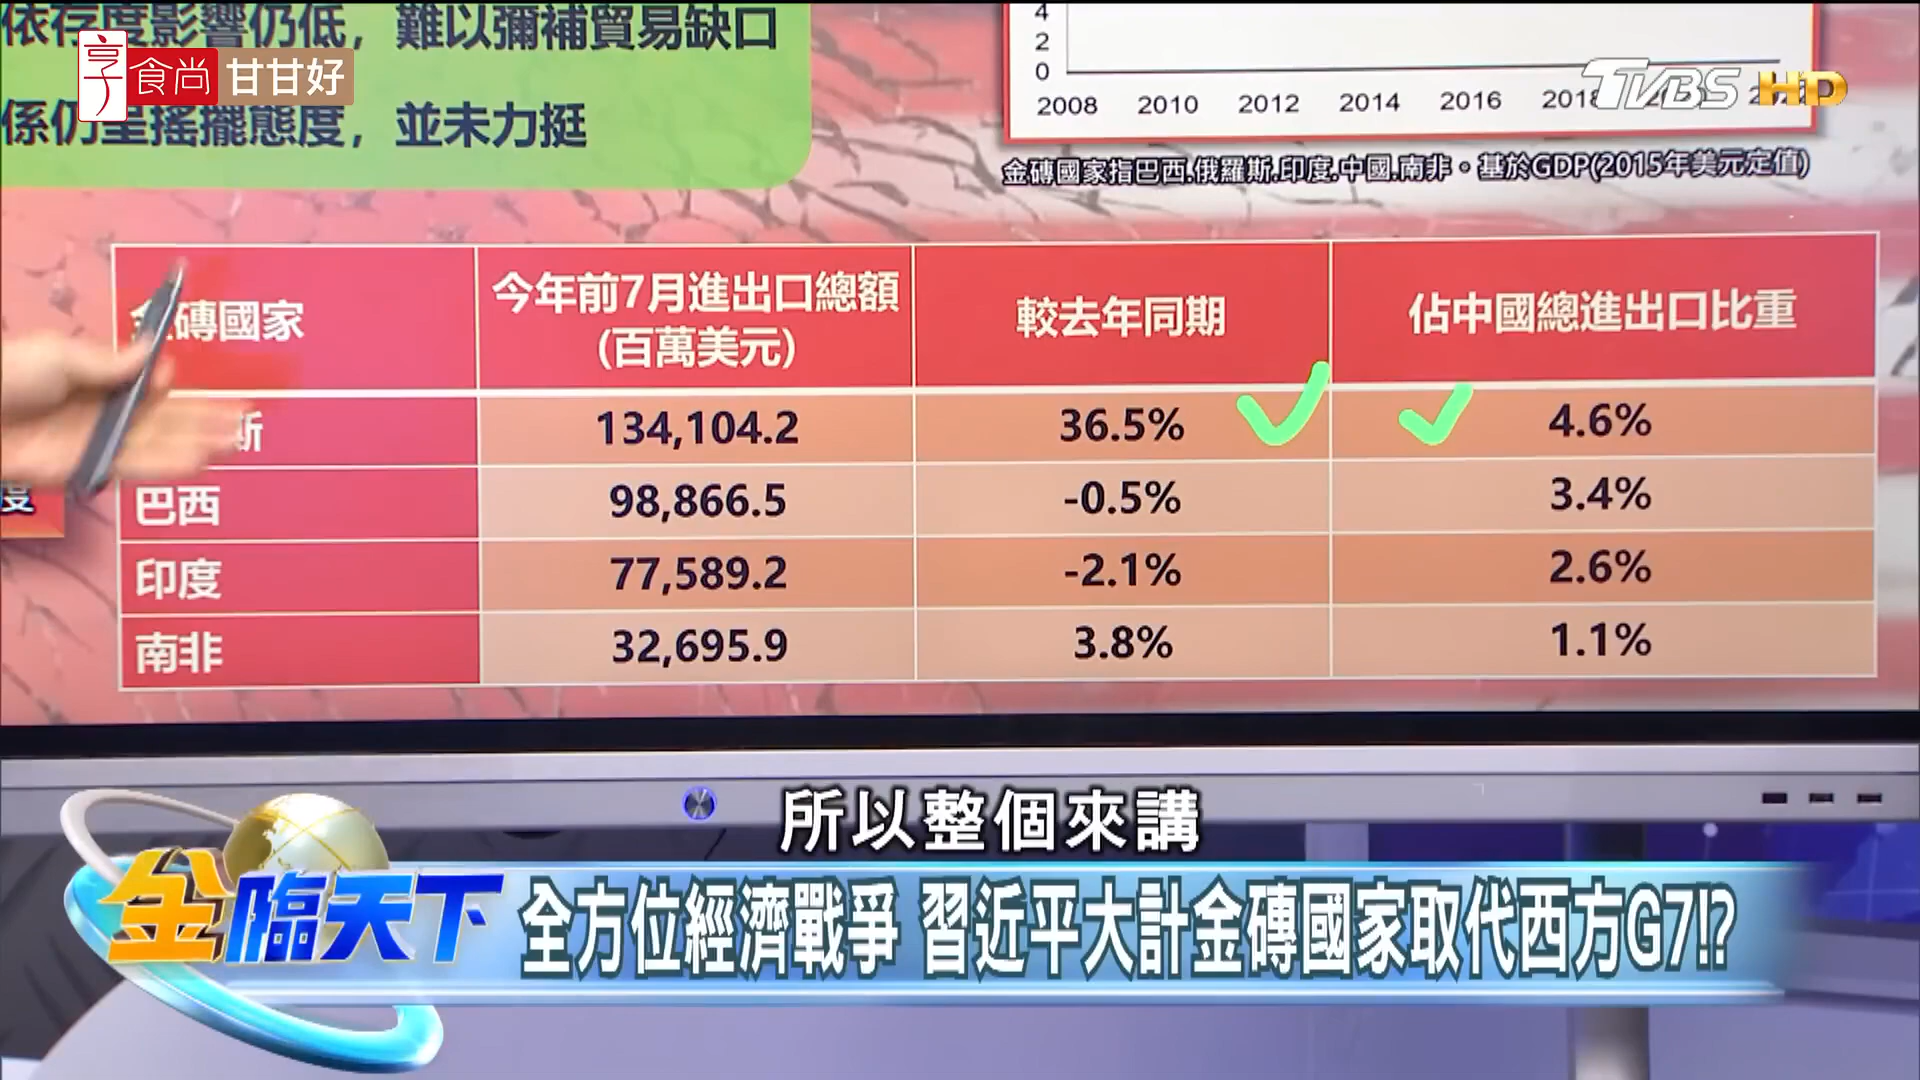 依存度影響仍低，難以彌補貿易缺口
係仍呈搖擺態度，並未力挺
享食尚 甘甘好
4
2
0
2008 2010 2012 2014 2016 2018
TVBS HD
金磚國家指巴西.俄羅斯.印度.中國.南非。基於GDP(2015年美元定值)
磚國家 今年前7月進出口總額(百萬美元) 較去年同期 佔中國總進出口比重
斯 134,104.2 36.5% 4.6%
巴西 98,866.5 -0.5% 3.4%
印度 77,589.2 -2.1% 2.6%
南非 32,695.9 3.8% 1.1%
度
所以整個來講
金臨天下
全方位經濟戰爭 習近平大計金磚國家取代西方G7!?